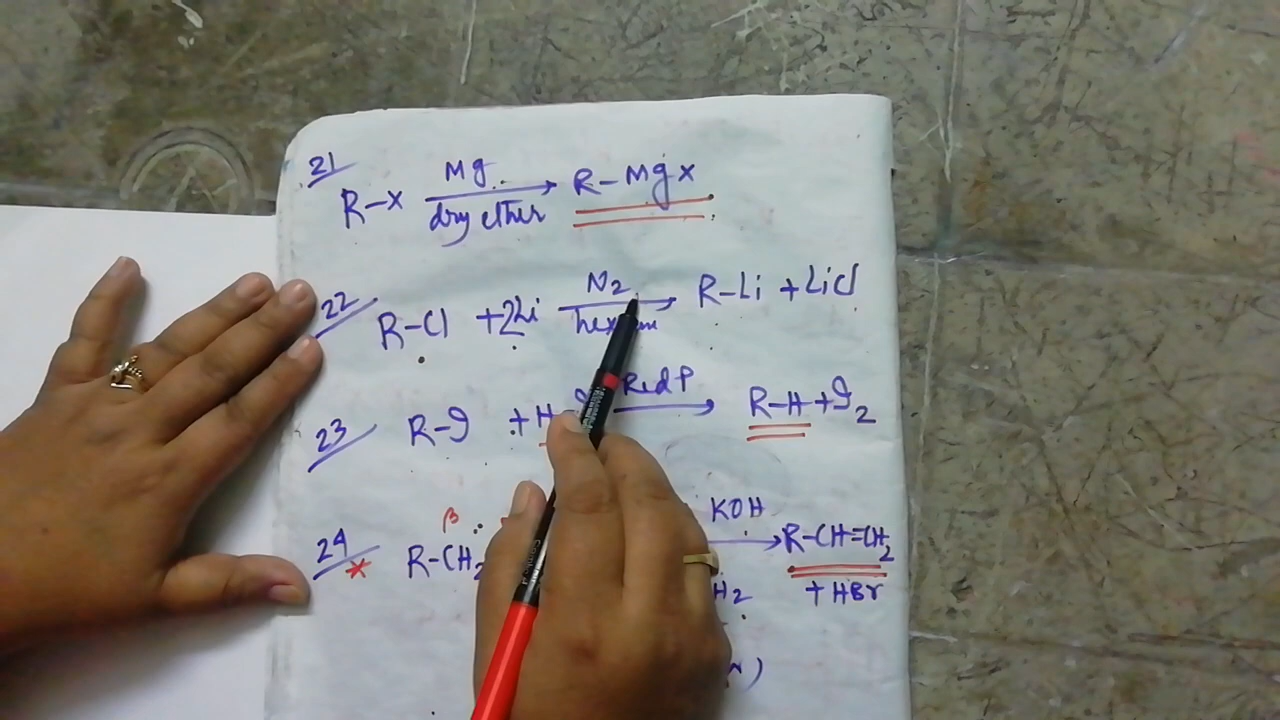 21
Mg
R-X ⟶ R-MgX
dry ether
22
N2
R-Cl + 2Li ⟶ R-Li + LiCl
23
Red P
R-I + H ⟶ R-H + I2
24
β
KOH
R-CH2 ⟶ R-CH=CH2
+ HBr